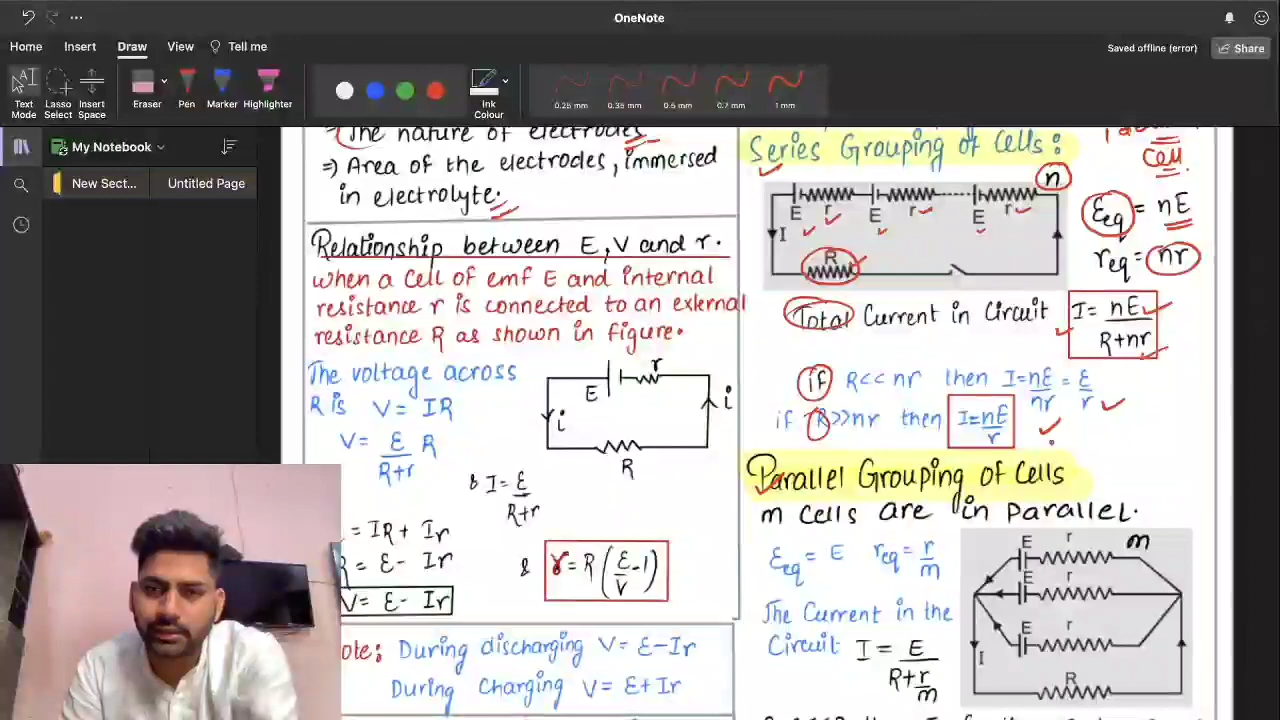 OneNote
Home Insert Draw View Tell me
Saved offline (error) Share
Text Mode
Lasso Select
Insert Space
Eraser Pen Marker Highlighter
Ink Colour
0.25 mm 0.35 mm 0.5 mm 0.7 mm 1 mm
My Notebook
New Sect... Untitled Page
⇒ The nature of electrodes
⇒ Area of the electrodes, immersed
in electrolyte.
Relationship between E, V and r.
when a Cell of emf E and internal
resistance r is connected to an external
resistance R as shown in figure.
The voltage across
R is V = IR
V = ε/(R+r) R
E r
i i
R
& I = ε/(R+r)
= IR + Ir
= ε - Ir
V = ε - Ir
& r = R(ε/V - 1)
ote: During discharging V = ε - Ir
During Charging V = ε + Ir
Series Grouping of Cells:
cell
n
E r E r E r
I
R
εeq = nE
req = nr
Total Current in Circuit I = nE/(R+nr)
if R<<nr then I = nE/nr = ε/r
if R>>nr then I = nE/r
Parallel Grouping of Cells
m cells are in parallel.
εeq = E req = r/m
The Current in the
Circuit I = E/(R+r/m)
E r m
E r
E r
I
R